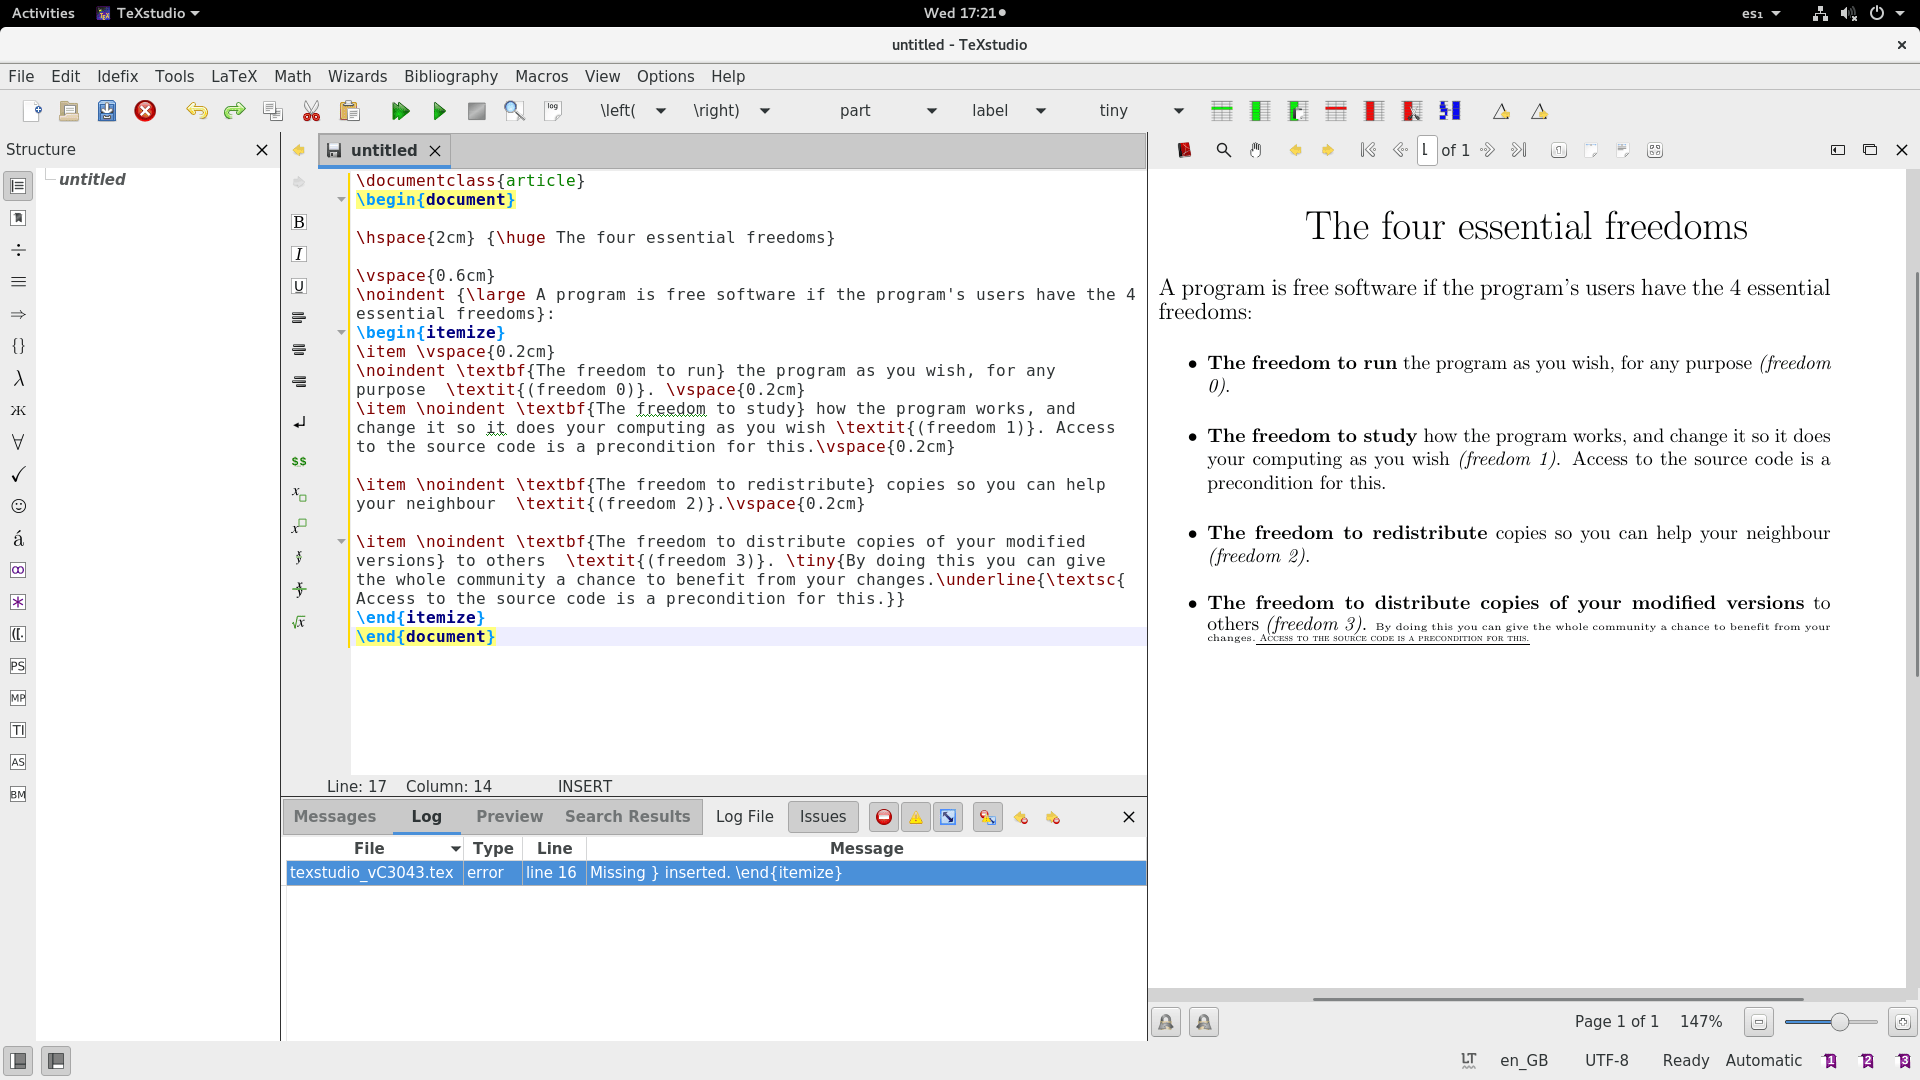 Activities TeXstudio Wed 17:21 es1
untitled - TeXstudio
File Edit Idefix Tools LaTeX Math Wizards Bibliography Macros View Options Help
log \left( \right) part label tiny
Structure
untitled
÷
{}
λ
Ж
∀
á
∞
*
([.
PS
MP
TI
AS
BM
untitled
B
I
U
$$
x
x
x/y
x/y
√x
\documentclass{article}
\begin{document}
\hspace{2cm} {\huge The four essential freedoms}
\vspace{0.6cm}
\noindent {\large A program is free software if the program's users have the 4
essential freedoms}:
\begin{itemize}
\item \vspace{0.2cm}
\noindent \textbf{The freedom to run} the program as you wish, for any
purpose  \textit{(freedom 0)}. \vspace{0.2cm}
\item \noindent \textbf{The freedom to study} how the program works, and
change it so it does your computing as you wish \textit{(freedom 1)}. Access
to the source code is a precondition for this.\vspace{0.2cm}
\item \noindent \textbf{The freedom to redistribute} copies so you can help
your neighbour  \textit{(freedom 2)}.\vspace{0.2cm}
\item \noindent \textbf{The freedom to distribute copies of your modified
versions} to others  \textit{(freedom 3)}. \tiny{By doing this you can give
the whole community a chance to benefit from your changes.\underline{\textsc{
Access to the source code is a precondition for this.}}
\end{itemize}
\end{document}
Line: 17 Column: 14 INSERT
Messages Log Preview Search Results Log File Issues
File Type Line Message
texstudio_vC3043.tex error line 16 Missing } inserted. \end{itemize}
1 of 1
The four essential freedoms
A program is free software if the program's users have the 4 essential
freedoms:
• The freedom to run the program as you wish, for any purpose (freedom
0).
• The freedom to study how the program works, and change it so it does
your computing as you wish (freedom 1). Access to the source code is a
precondition for this.
• The freedom to redistribute copies so you can help your neighbour
(freedom 2).
• The freedom to distribute copies of your modified versions to
others (freedom 3). By doing this you can give the whole community a chance to benefit from your
changes. Access to the source code is a precondition for this.
Page 1 of 1 147%
LT en_GB UTF-8 Ready Automatic 1 2 3